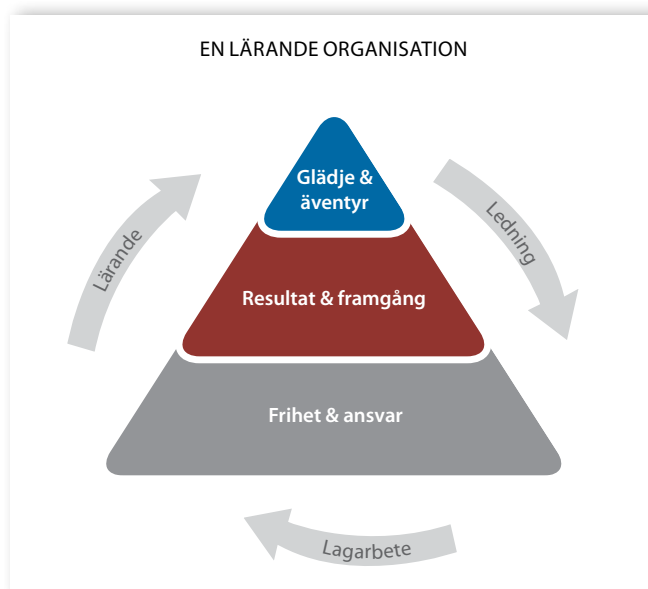 EN LÄRANDE ORGANISATION
Glädje &
äventyr
Ledning
Lärande
Resultat & framgång
Frihet & ansvar
Lagarbete